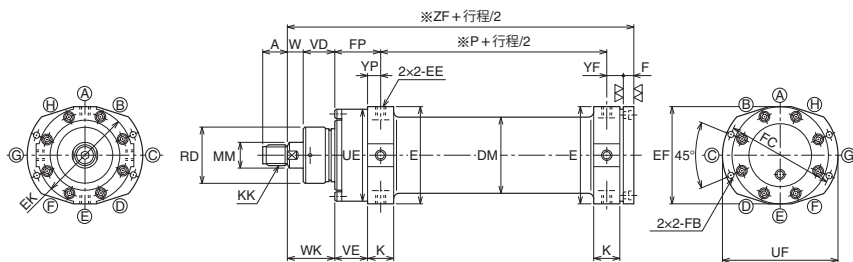 ※ZF＋行程/2
A
W
VD
FP
※P＋行程/2
YP
2×2-EE
YF
F
A
H
B
G
C
F
D
E
EK
RD
MM
KK
UE
E
DM
E
WK
VE
K
K
A
B
H
C
G
D
F
E
EF
45°
FC
2×2-FB
UF